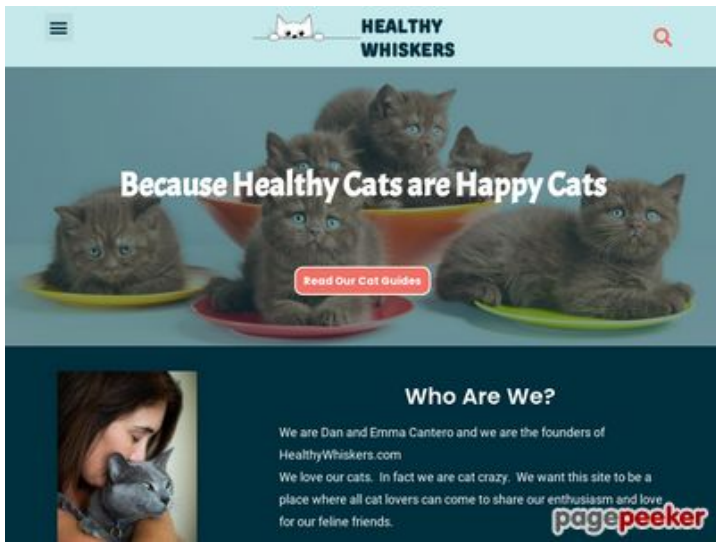 HEALTHY
WHISKERS
Because Healthy Cats are Happy Cats
Read Our Cat Guides
Who Are We?
We are Dan and Emma Cantero and we are the founders of
HealthyWhiskers.com
We love our cats.  In fact we are cat crazy.  We want this site to be a
place where all cat lovers can come to share our enthusiasm and love
for our feline friends.
pagepeeker